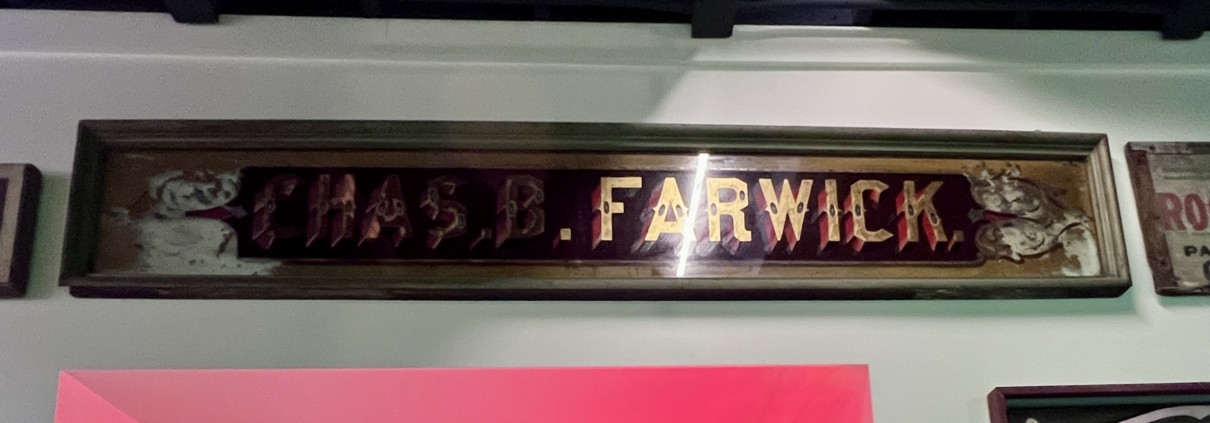 CHAS. B. FARWICK.